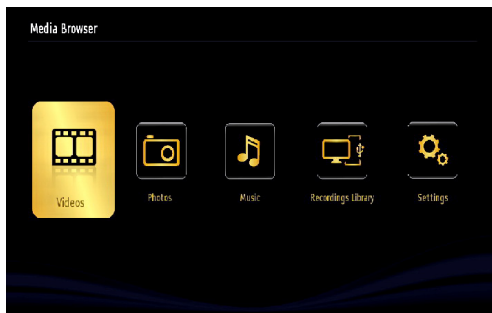 Media Browser
Videos
Photos
Music
Recordings Library
Settings